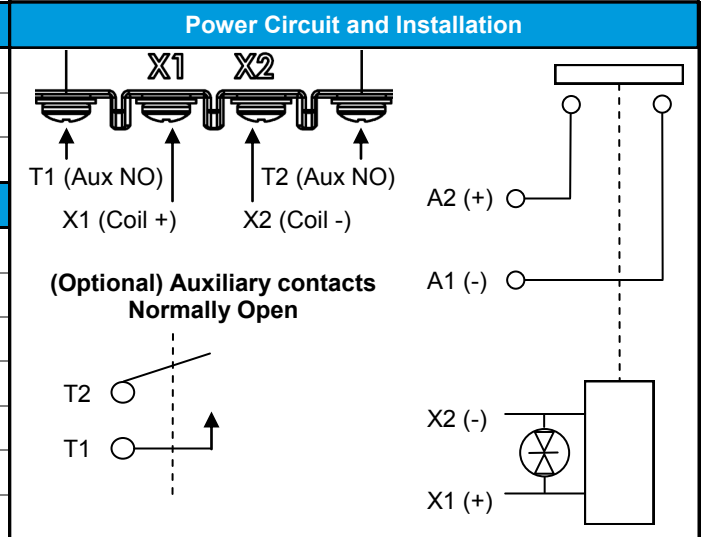 Power Circuit and Installation
X1 X2
T1 (Aux NO) T2 (Aux NO)
X1 (Coil +) X2 (Coil -)
(Optional) Auxiliary contacts
Normally Open
T2
T1
A2 (+)
A1 (-)
X2 (-)
X1 (+)